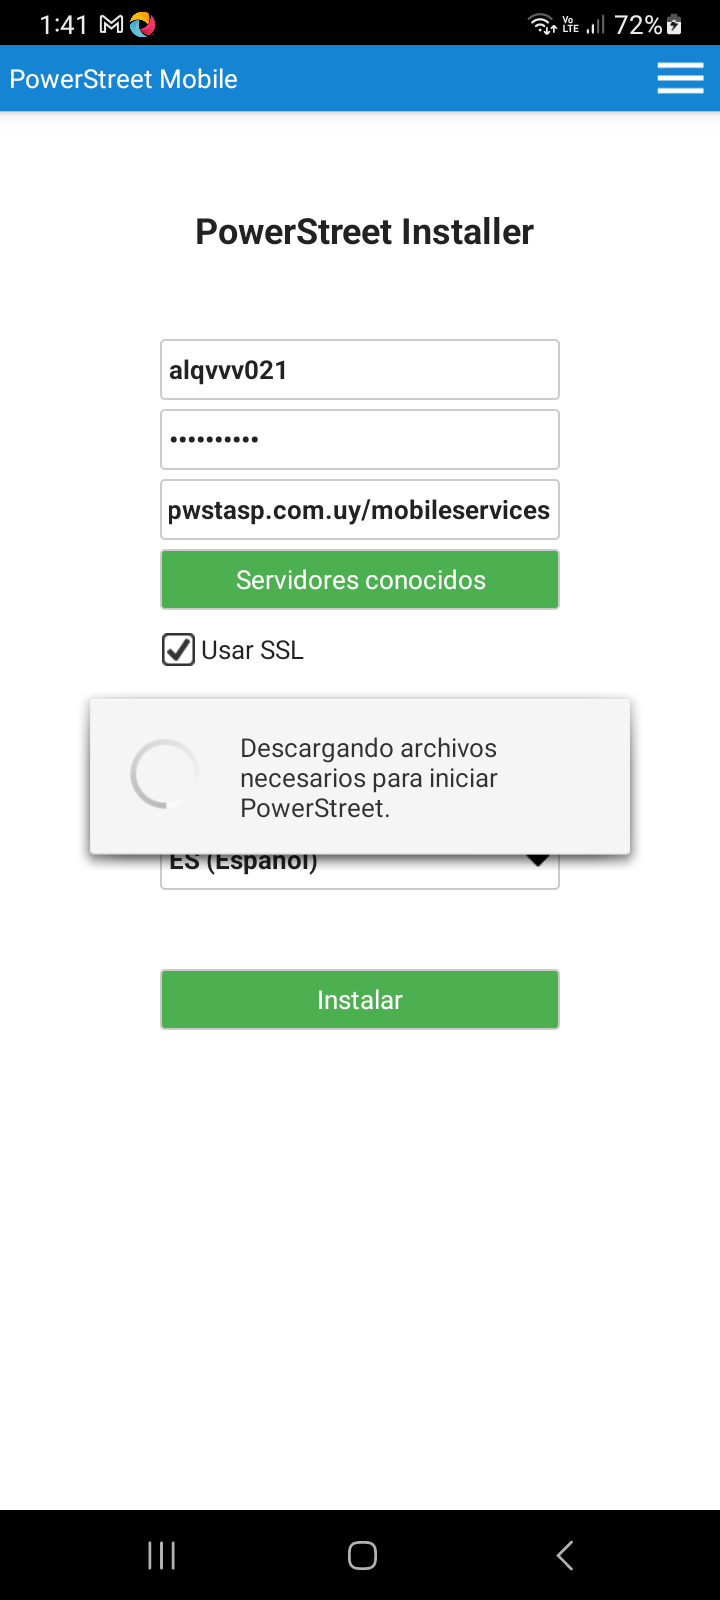 1:41
Vo
LTE
72%
PowerStreet Mobile
PowerStreet Installer
alqvvv021
••••••••••
pwstasp.com.uy/mobileservices
Servidores conocidos
Usar SSL
Descargando archivos
necesarios para iniciar
PowerStreet.
ES (Español)
Instalar